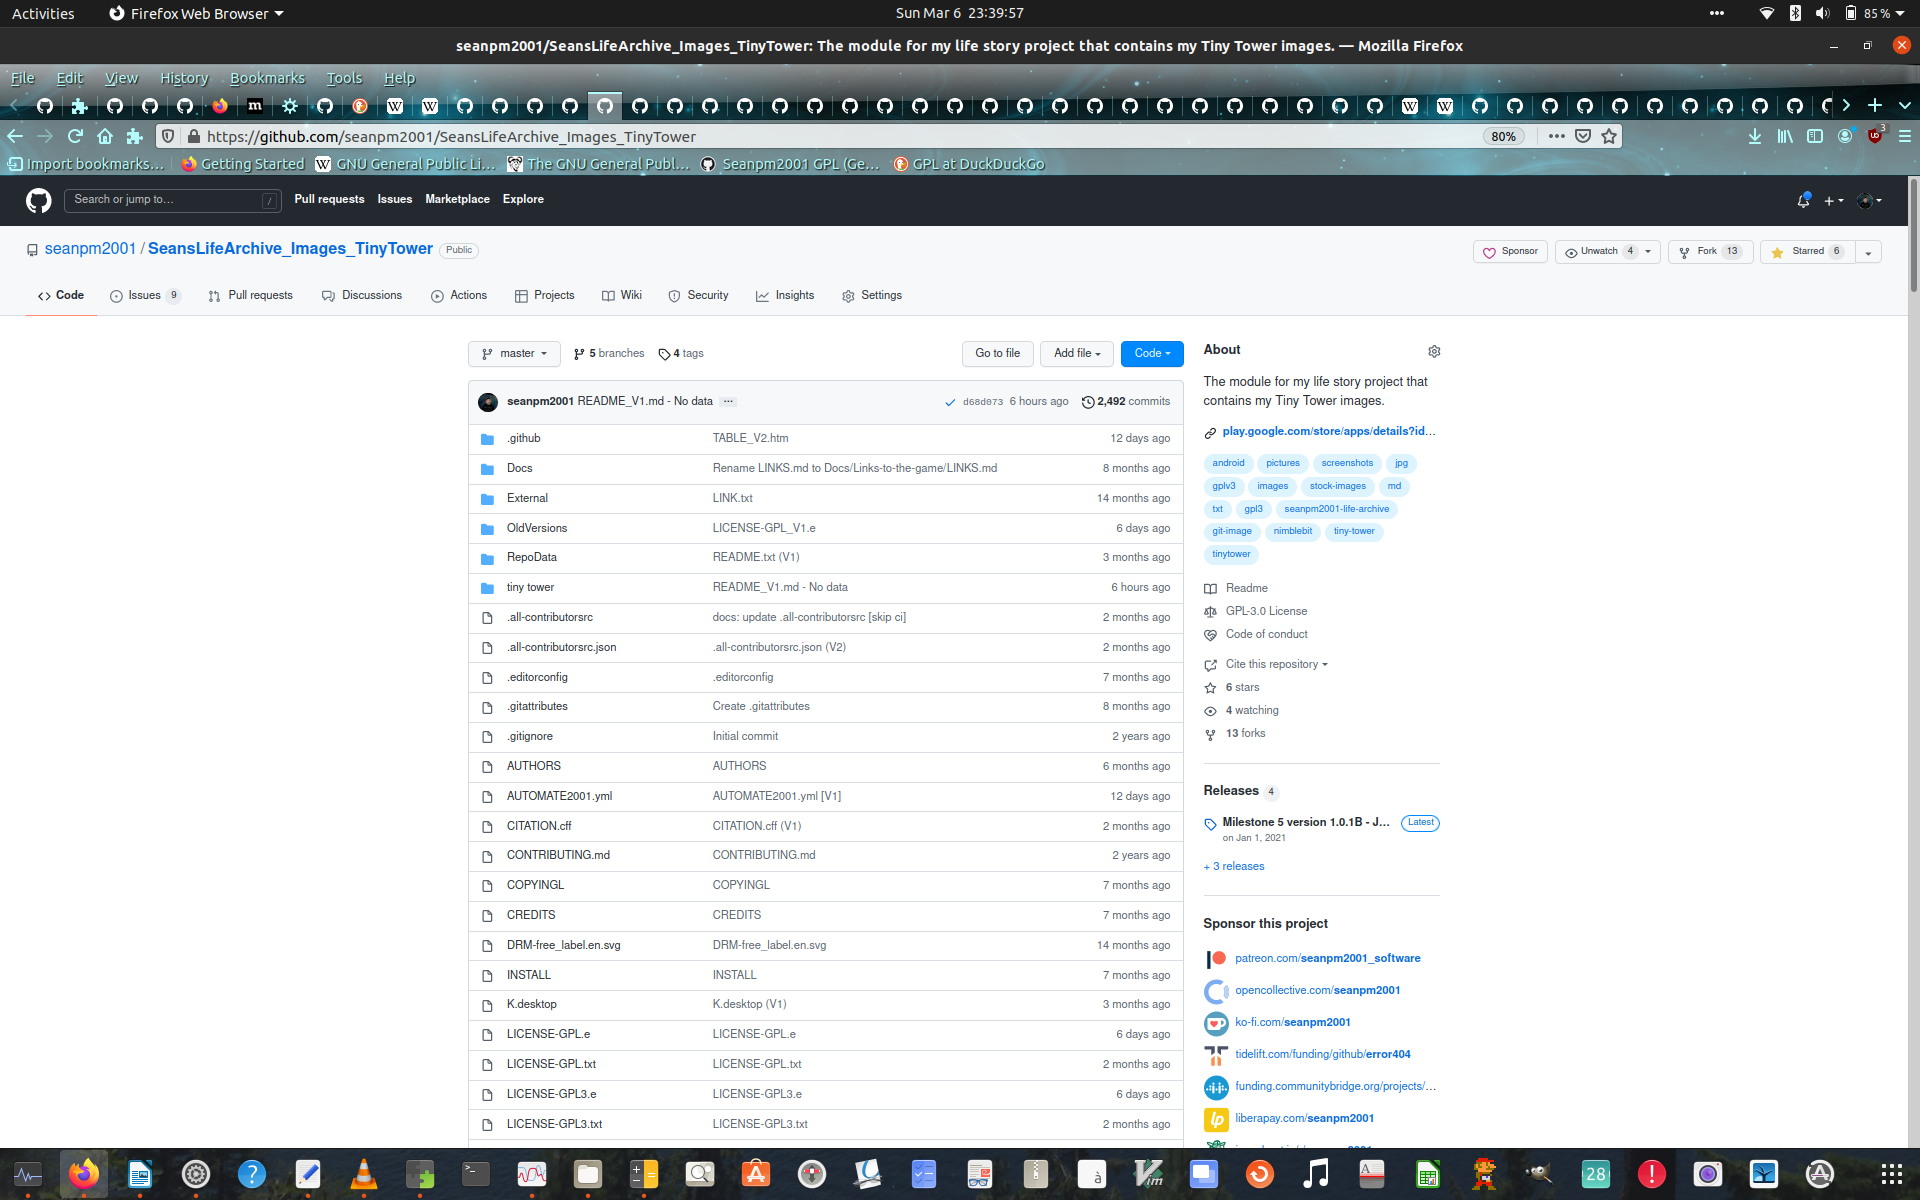 Activities Firefox Web Browser Sun Mar 6 23:39:57 85 %
seanpm2001/SeansLifeArchive_Images_TinyTower: The module for my life story project that contains my Tiny Tower images. — Mozilla Firefox
File Edit View History Bookmarks Tools Help
https://github.com/seanpm2001/SeansLifeArchive_Images_TinyTower 80% 3
Import bookmarks… Getting Started GNU General Public Li… The GNU General Publ… Seanpm2001 GPL (Ge… GPL at DuckDuckGo
Search or jump to… / Pull requests Issues Marketplace Explore
seanpm2001 / SeansLifeArchive_Images_TinyTower Public Sponsor Unwatch 4 Fork 13 Starred 6
Code Issues 9 Pull requests Discussions Actions Projects Wiki Security Insights Settings
master 5 branches 4 tags Go to file Add file Code
seanpm2001 README_V1.md - No data … d68d073 6 hours ago 2,492 commits
.github TABLE_V2.htm 12 days ago
Docs Rename LINKS.md to Docs/Links-to-the-game/LINKS.md 8 months ago
External LINK.txt 14 months ago
OldVersions LICENSE-GPL_V1.e 6 days ago
RepoData README.txt (V1) 3 months ago
tiny tower README_V1.md - No data 6 hours ago
.all-contributorsrc docs: update .all-contributorsrc [skip ci] 2 months ago
.all-contributorsrc.json .all-contributorsrc.json (V2) 2 months ago
.editorconfig .editorconfig 7 months ago
.gitattributes Create .gitattributes 8 months ago
.gitignore Initial commit 2 years ago
AUTHORS AUTHORS 6 months ago
AUTOMATE2001.yml AUTOMATE2001.yml [V1] 12 days ago
CITATION.cff CITATION.cff (V1) 2 months ago
CONTRIBUTING.md CONTRIBUTING.md 2 years ago
COPYINGL COPYINGL 7 months ago
CREDITS CREDITS 7 months ago
DRM-free_label.en.svg DRM-free_label.en.svg 14 months ago
INSTALL INSTALL 7 months ago
K.desktop K.desktop (V1) 3 months ago
LICENSE-GPL.e LICENSE-GPL.e 6 days ago
LICENSE-GPL.txt LICENSE-GPL.txt 2 months ago
LICENSE-GPL3.e LICENSE-GPL3.e 6 days ago
LICENSE-GPL3.txt LICENSE-GPL3.txt 2 months ago
About
The module for my life story project that
contains my Tiny Tower images.
play.google.com/store/apps/details?id…
android pictures screenshots jpg
gplv3 images stock-images md
txt gpl3 seanpm2001-life-archive
git-image nimblebit tiny-tower
tinytower
Readme
GPL-3.0 License
Code of conduct
Cite this repository
6 stars
4 watching
13 forks
Releases 4
Milestone 5 version 1.0.1B - J… Latest
on Jan 1, 2021
+ 3 releases
Sponsor this project
patreon.com/seanpm2001_software
opencollective.com/seanpm2001
ko-fi.com/seanpm2001
tidelift.com/funding/github/error404
funding.communitybridge.org/projects/…
liberapay.com/seanpm2001
28